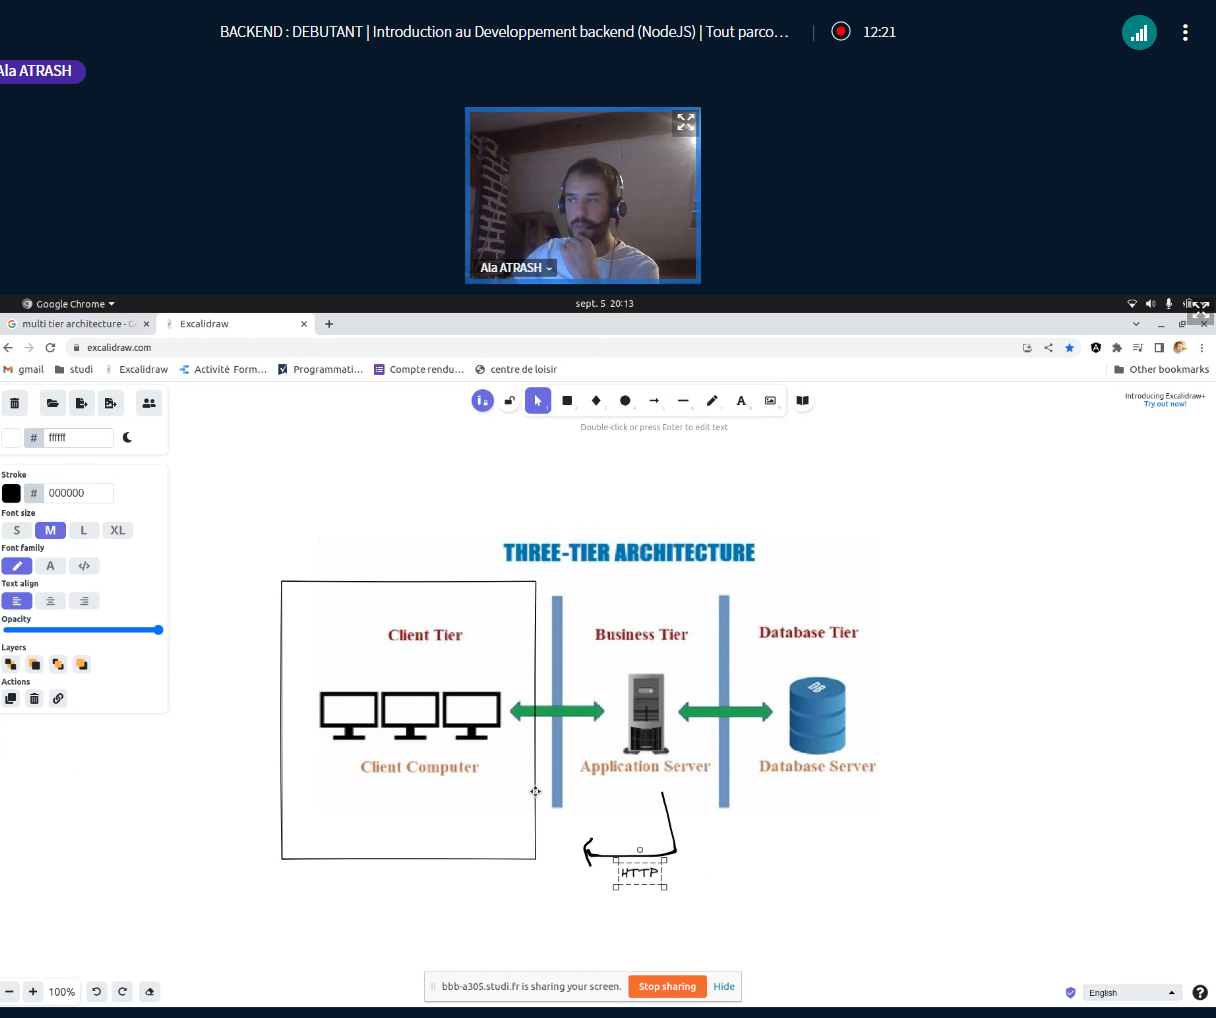 BACKEND : DEBUTANT | Introduction au Developpement backend (NodeJS) | Tout parco...
12:21
Ala ATRASH
Ala ATRASH
Google Chrome
sept. 5 20:13
multi tier architecture - G
Excalidraw
excalidraw.com
gmail
studi
Excalidraw
Activité Form...
Programmati...
Compte rendu...
centre de loisir
Other bookmarks
Introducing Excalidraw+
Try out now!
Double-click or press Enter to edit text
# ffffff
Stroke
# 000000
Font size
S M L XL
Font family
A </>
Text align
Opacity
Layers
Actions
THREE-TIER ARCHITECTURE
Client Tier
Business Tier
Database Tier
DB
Client Computer
Application Server
Database Server
HTTP
bbb-a305.studi.fr is sharing your screen.
Stop sharing
Hide
100%
English